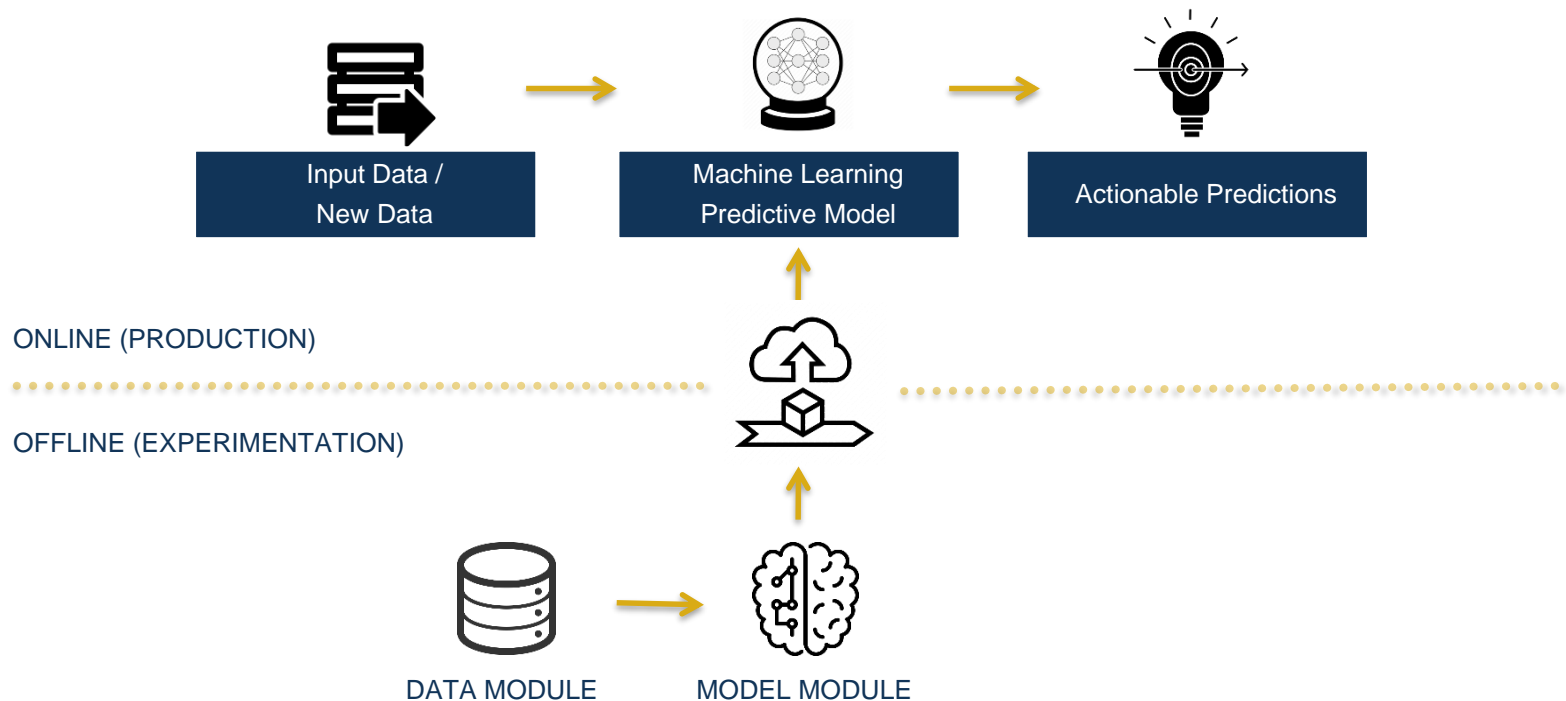 Input Data /
New Data
Machine Learning
Predictive Model
Actionable Predictions
ONLINE (PRODUCTION)
OFFLINE (EXPERIMENTATION)
DATA MODULE
MODEL MODULE